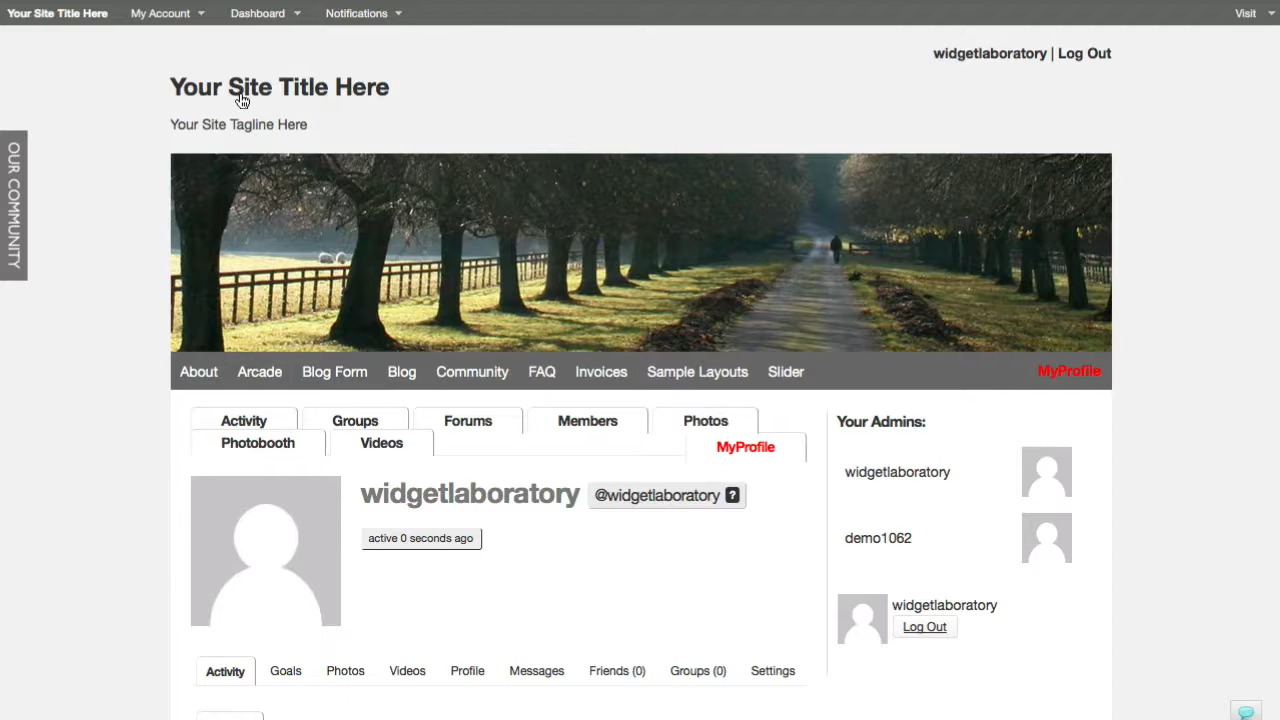 Your Site Title Here My Account Dashboard Notifications Visit
widgetlaboratory | Log Out
Your Site Title Here
Your Site Tagline Here
OUR COMMUNITY
About Arcade Blog Form Blog Community FAQ Invoices Sample Layouts Slider MyProfile
Activity Groups Forums Members Photos
Photobooth Videos MyProfile
widgetlaboratory @widgetlaboratory ?
active 0 seconds ago
Your Admins:
widgetlaboratory
demo1062
widgetlaboratory
Log Out
Activity Goals Photos Videos Profile Messages Friends (0) Groups (0) Settings